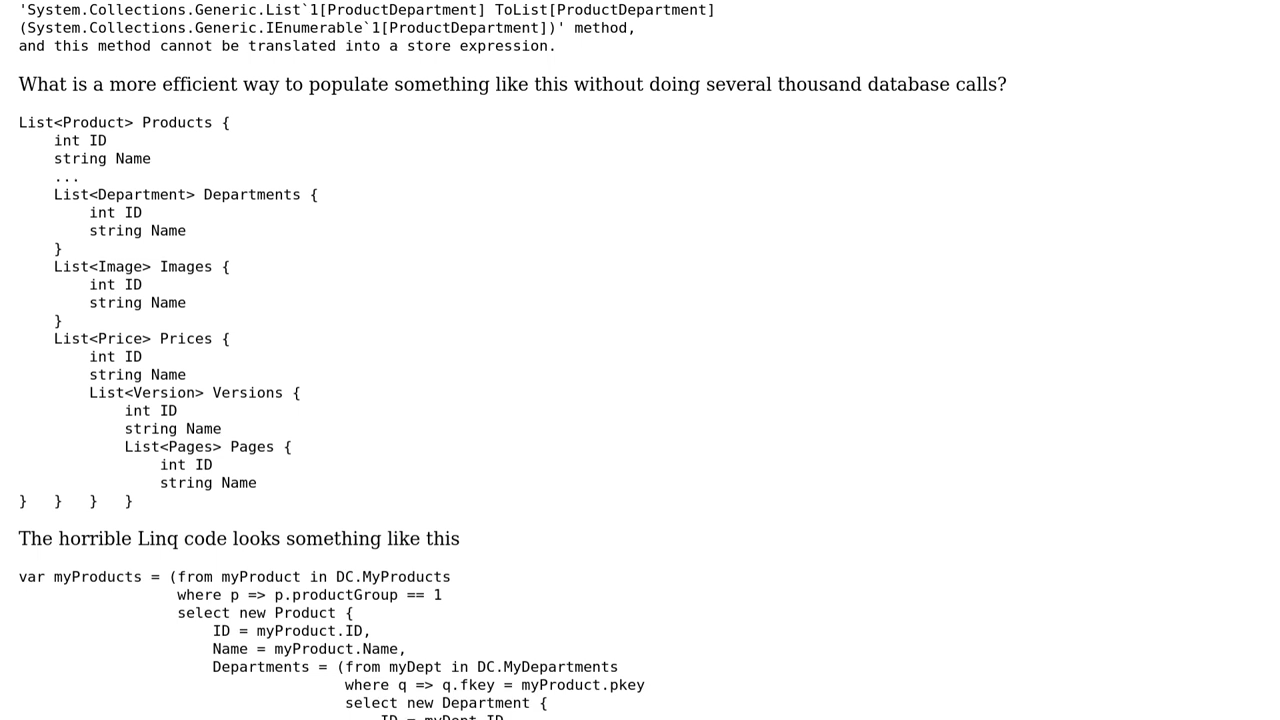 'System.Collections.Generic.List`1[ProductDepartment] ToList[ProductDepartment]
(System.Collections.Generic.IEnumerable`1[ProductDepartment])' method,
and this method cannot be translated into a store expression.
What is a more efficient way to populate something like this without doing several thousand database calls?
List<Product> Products {
    int ID
    string Name
    ...
    List<Department> Departments {
        int ID
        string Name
    }
    List<Image> Images {
        int ID
        string Name
    }
    List<Price> Prices {
        int ID
        string Name
        List<Version> Versions {
            int ID
            string Name
            List<Pages> Pages {
                int ID
                string Name
}   }   }   }
The horrible Linq code looks something like this
var myProducts = (from myProduct in DC.MyProducts
                  where p => p.productGroup == 1
                  select new Product {
                      ID = myProduct.ID,
                      Name = myProduct.Name,
                      Departments = (from myDept in DC.MyDepartments
                                     where q => q.fkey = myProduct.pkey
                                     select new Department {
                                         ID = myDept.ID